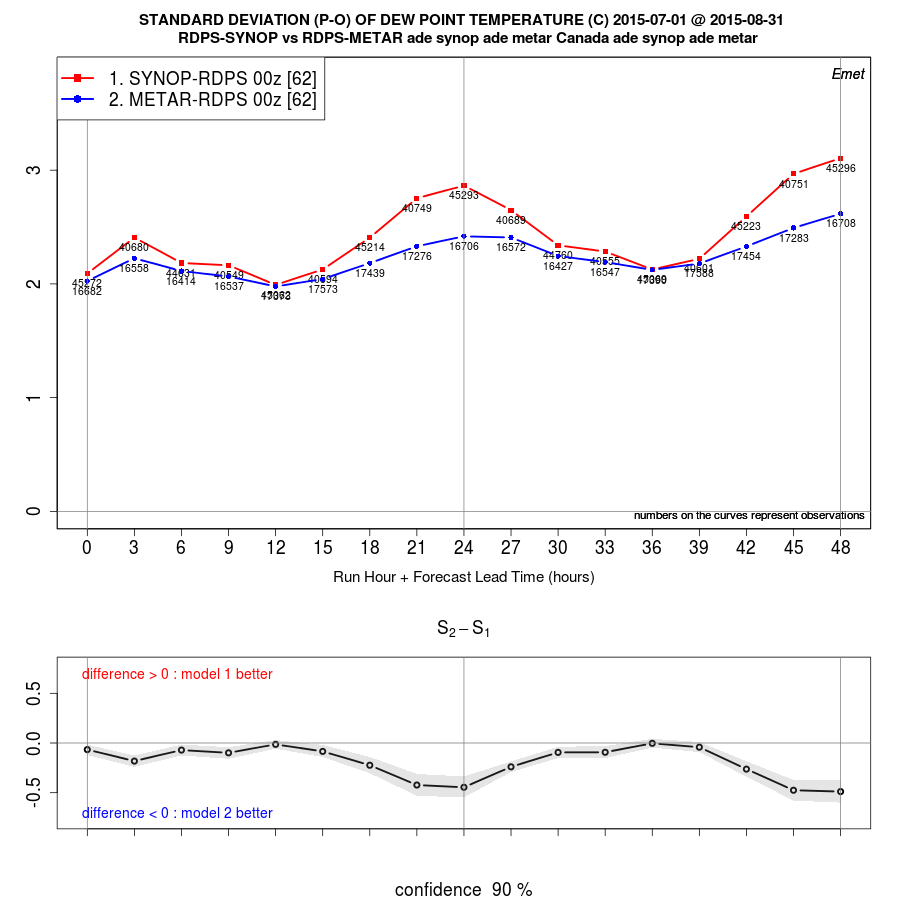 STANDARD DEVIATION (P-O) OF DEW POINT TEMPERATURE (C) 2015-07-01 @ 2015-08-31
RDPS-SYNOP vs RDPS-METAR ade synop ade metar Canada ade synop ade metar
1. SYNOP-RDPS 00z [62]
2. METAR-RDPS 00z [62]
Emet
3
2
1
0
45296
45293
40751
40749
45223
16708
40689
45214
17283
40680
16706
16572
17454
17276
44760
16558
17439
16427
40555
16547
16414
40549
16537
40594
17573
16682
numbers on the curves represent observations
0 3 6 9 12 15 18 21 24 27 30 33 36 39 42 45 48
Run Hour + Forecast Lead Time (hours)
S2 – S1
difference > 0 : model 1 better
0.5
0.0
-0.5
difference < 0 : model 2 better
confidence 90 %